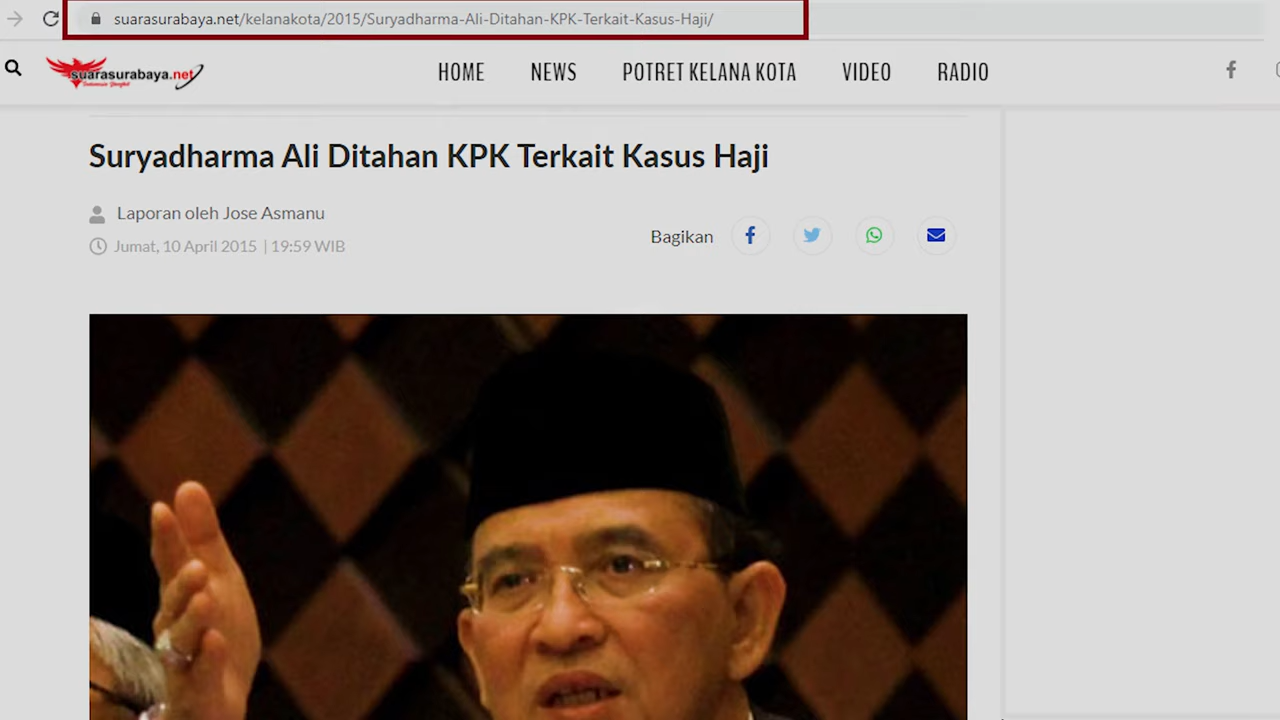 suarasurabaya.net/kelanakota/2015/Suryadharma-Ali-Ditahan-KPK-Terkait-Kasus-Haji/
suarasurabaya.net
HOME NEWS POTRET KELANA KOTA VIDEO RADIO
Suryadharma Ali Ditahan KPK Terkait Kasus Haji
Laporan oleh Jose Asmanu
Jumat, 10 April 2015 | 19:59 WIB
Bagikan